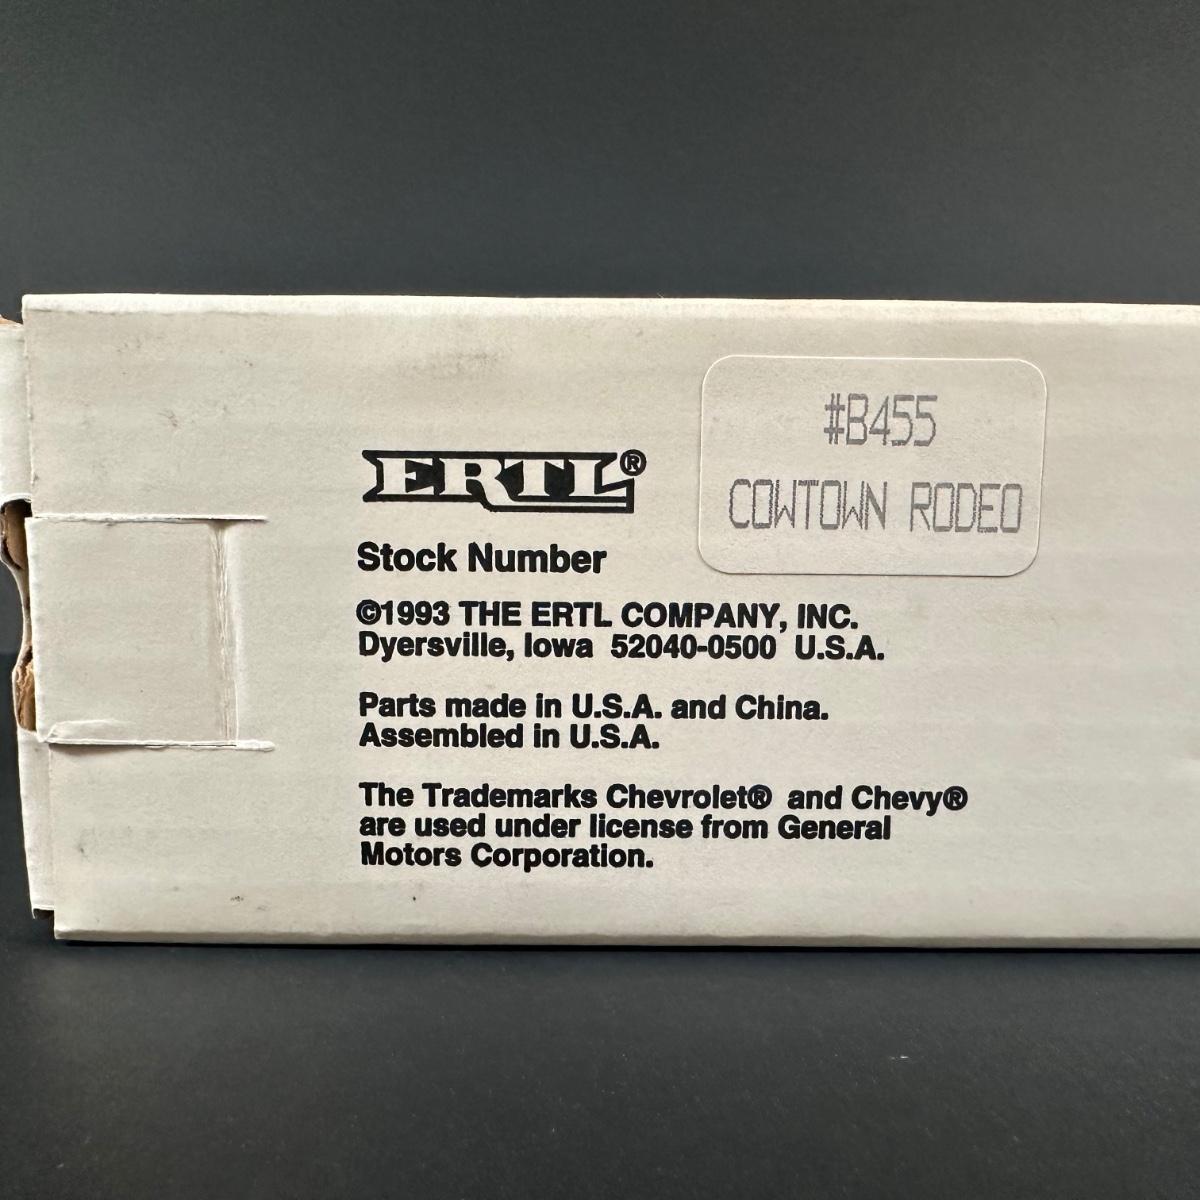 #B455
COWTOWN RODEO
ERTL®
Stock Number
©1993 THE ERTL COMPANY, INC.
Dyersville, Iowa 52040-0500 U.S.A.
Parts made in U.S.A. and China.
Assembled in U.S.A.
The Trademarks Chevrolet® and Chevy®
are used under license from General
Motors Corporation.